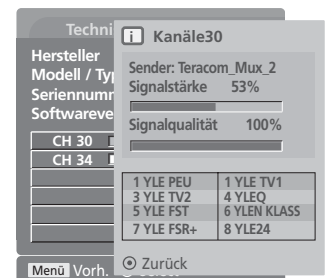 Techni
Hersteller
Modell / Typ
Seriennumm
Softwareve
CH 30
CH 34
i Kanäle30
Sender: Teracom_Mux_2
Signalstärke 53%
Signalqualität 100%
1 YLE PEU 1 YLE TV1
3 YLE TV2 4 YLEQ
5 YLE FST 6 YLEN KLASS
7 YLE FSR+ 8 YLE24
Zurück
Menü Vorh.